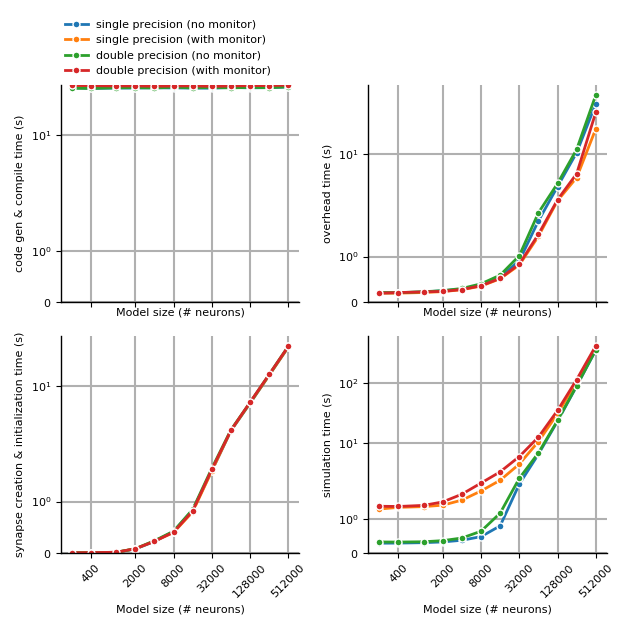 single precision (no monitor)
single precision (with monitor)
double precision (no monitor)
double precision (with monitor)
code gen & compile time (s)
10¹
10⁰
0
Model size (# neurons)
overhead time (s)
10¹
10⁰
0
Model size (# neurons)
synapse creation & initialization time (s)
10¹
10⁰
0
400
2000
8000
32000
128000
512000
Model size (# neurons)
simulation time (s)
10²
10¹
10⁰
0
400
2000
8000
32000
128000
512000
Model size (# neurons)